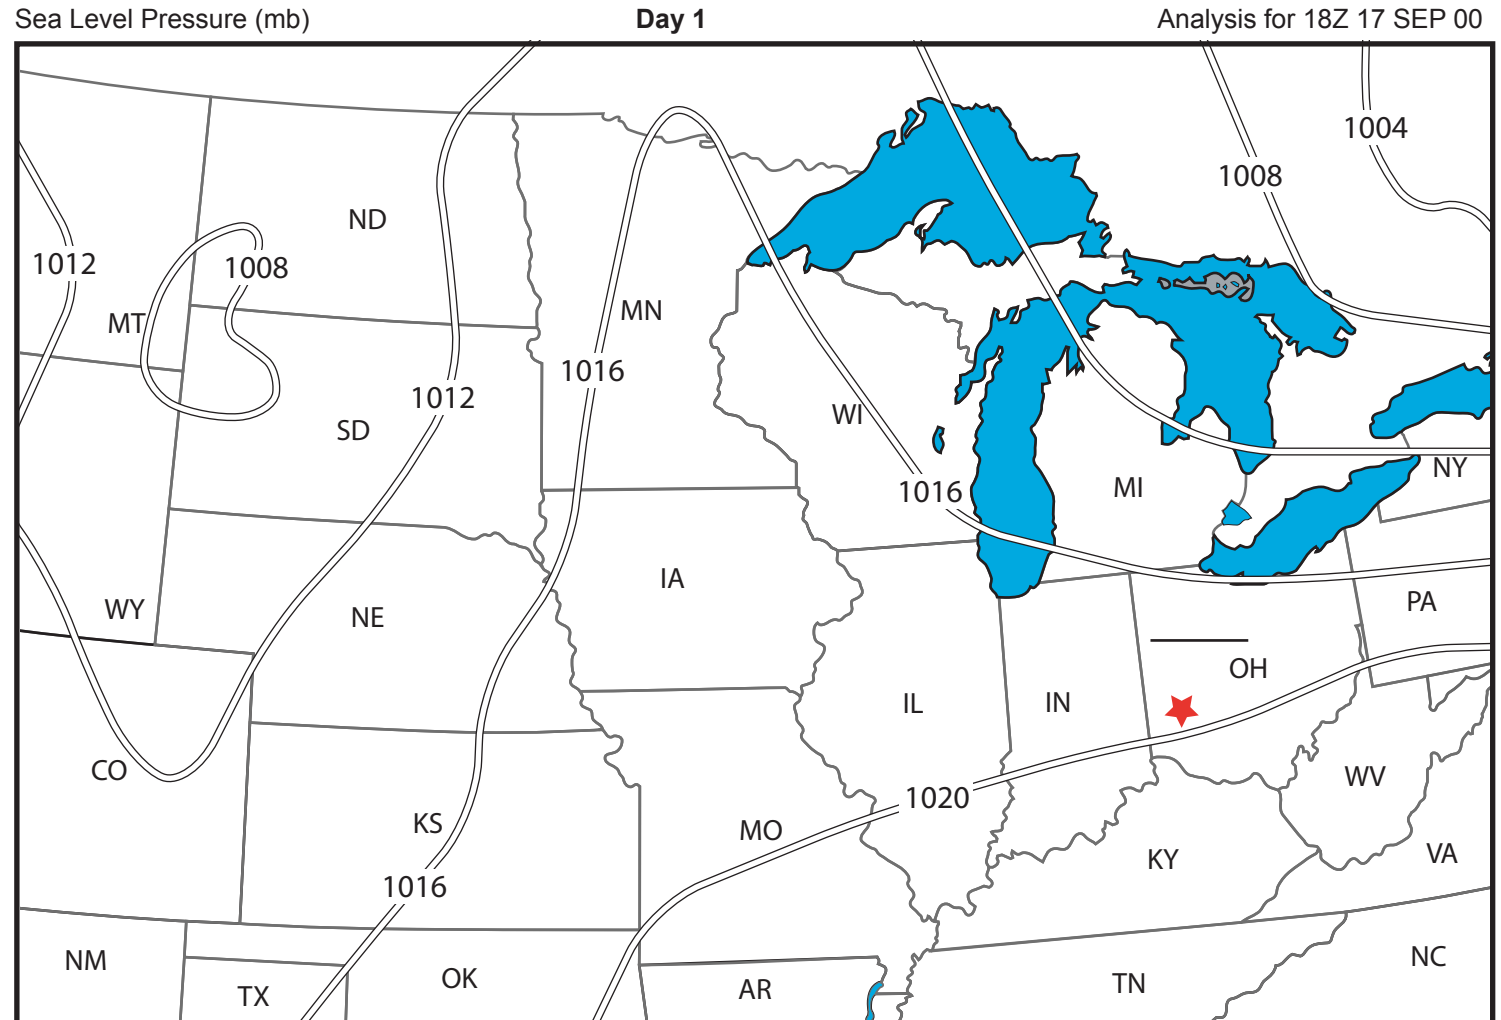 Sea Level Pressure (mb)
Day 1
Analysis for 18Z 17 SEP 00
1004
1008
ND
1012
1008
MN
MT
1016
1012
WI
SD
NY
MI
1016
IA
PA
WY
NE
OH
IL
IN
CO
WV
1020
KS
MO
VA
KY
1016
NC
NM
OK
TN
AR
TX